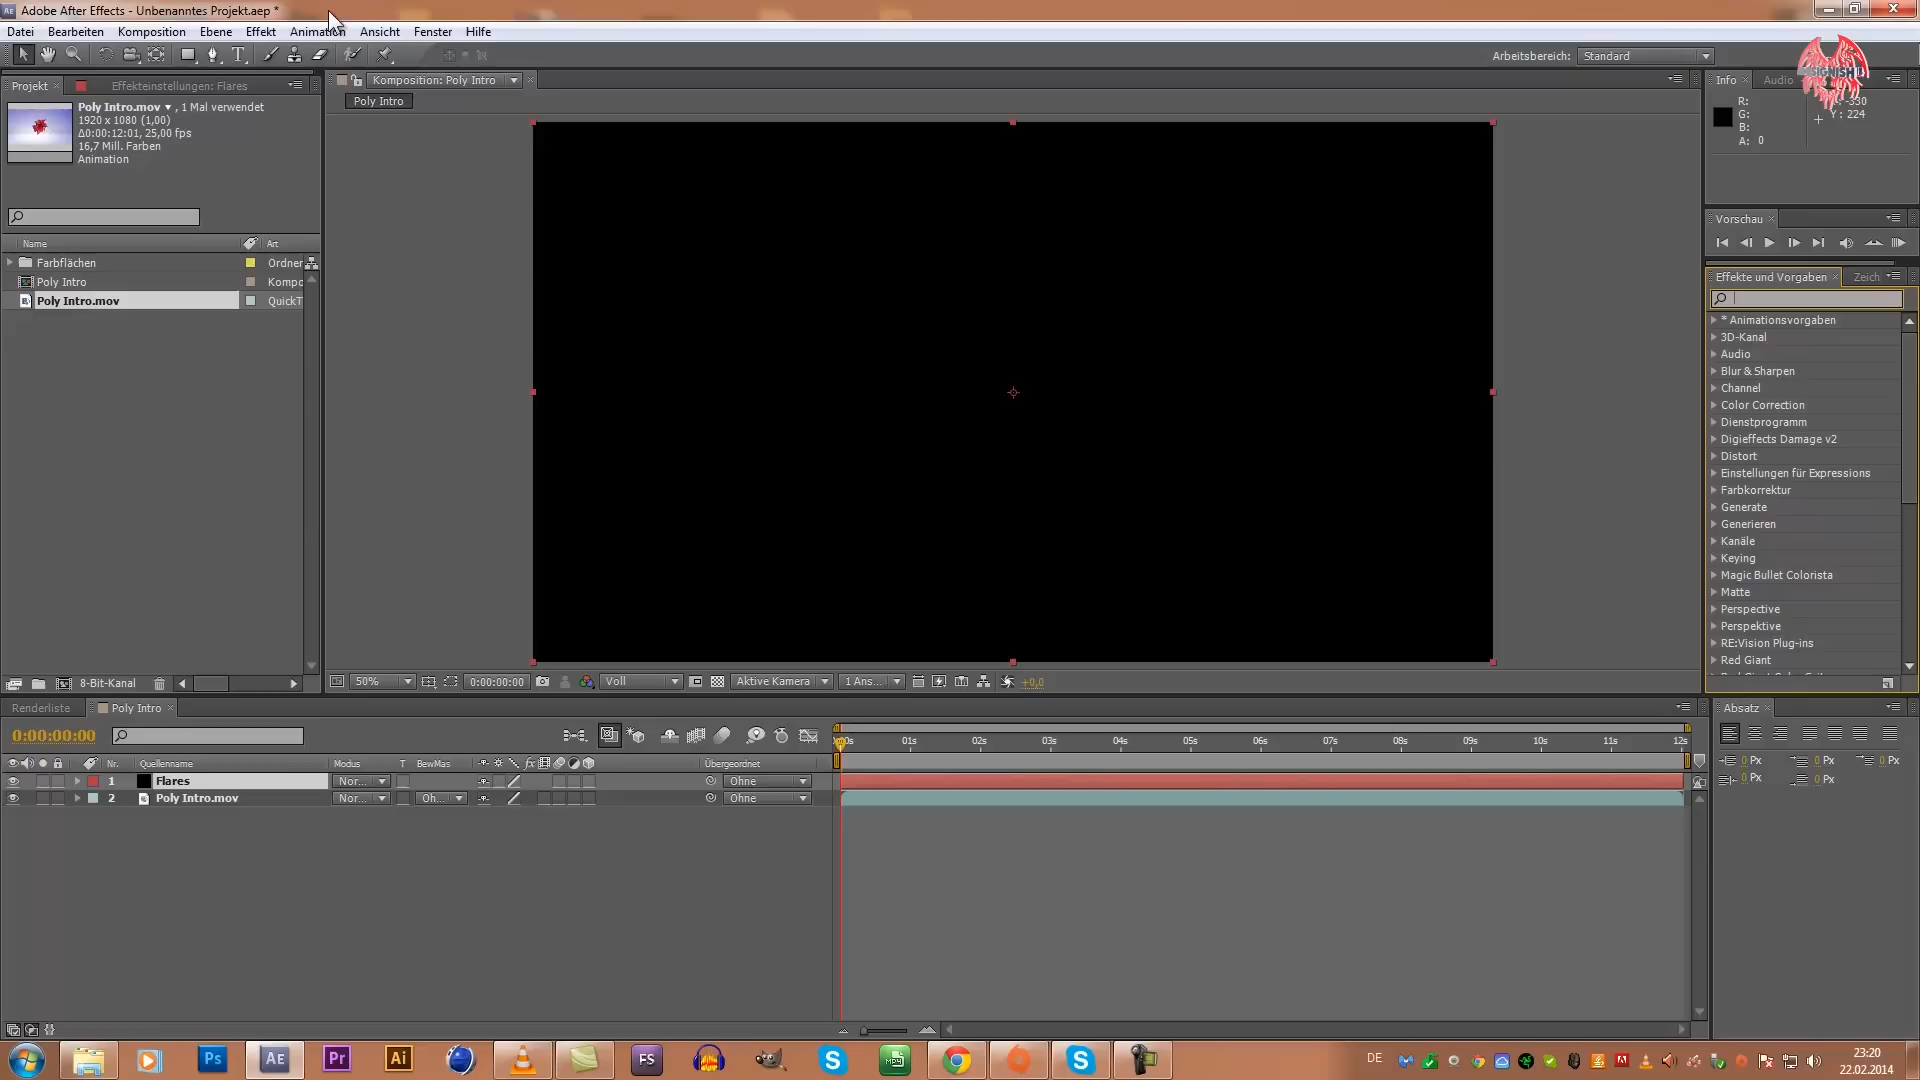 Adobe After Effects - Unbenanntes Projekt.aep *
Datei Bearbeiten Komposition Ebene Effekt Animation Ansicht Fenster Hilfe
Arbeitsbereich: Standard
Projekt Effekteinstellungen: Flares
Komposition: Poly Intro
Info Audio
Poly Intro
Poly Intro.mov , 1 Mal verwendet
1920 x 1080 (1,00)
Δ0:00:12:01, 25,00 fps
16,7 Mill. Farben
Animation
R:
G:
B:
A: 0
-330
Y: 224
Vorschau
Name Art
Farbflächen Ordner
Poly Intro Kompo
Poly Intro.mov QuickT
Effekte und Vorgaben Zeich
* Animationsvorgaben
3D-Kanal
Audio
Blur & Sharpen
Channel
Color Correction
Dienstprogramm
Digieffects Damage v2
Distort
Einstellungen für Expressions
Farbkorrektur
Generate
Generieren
Kanäle
Keying
Magic Bullet Colorista
Matte
Perspective
Perspektive
RE:Vision Plug-ins
Red Giant
8-Bit-Kanal
50% 0:00:00:00 Voll Aktive Kamera 1 Ans... +0,0
Renderliste Poly Intro
Absatz
0:00:00:00
01s 02s 03s 04s 05s 06s 07s 08s 09s 10s 11s 12s
Nr. Quellenname Modus T BewMas Übergeordnet
1 Flares Nor... Ohne
2 Poly Intro.mov Nor... Oh... Ohne
0 Px 0 Px 0 Px
0 Px 0 Px
Ps AE Pr Ai FS MP4
DE
23:20
22.02.2014